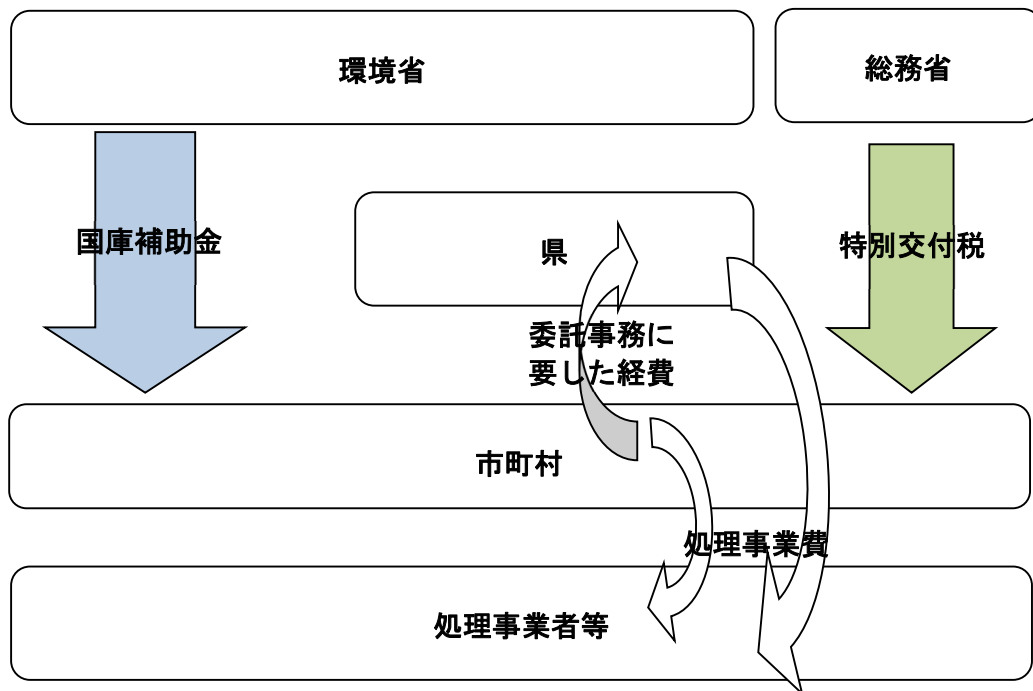 環境省
総務省
国庫補助金
県
特別交付税
委託事務に
要した経費
市町村
処理事業費
処理事業者等